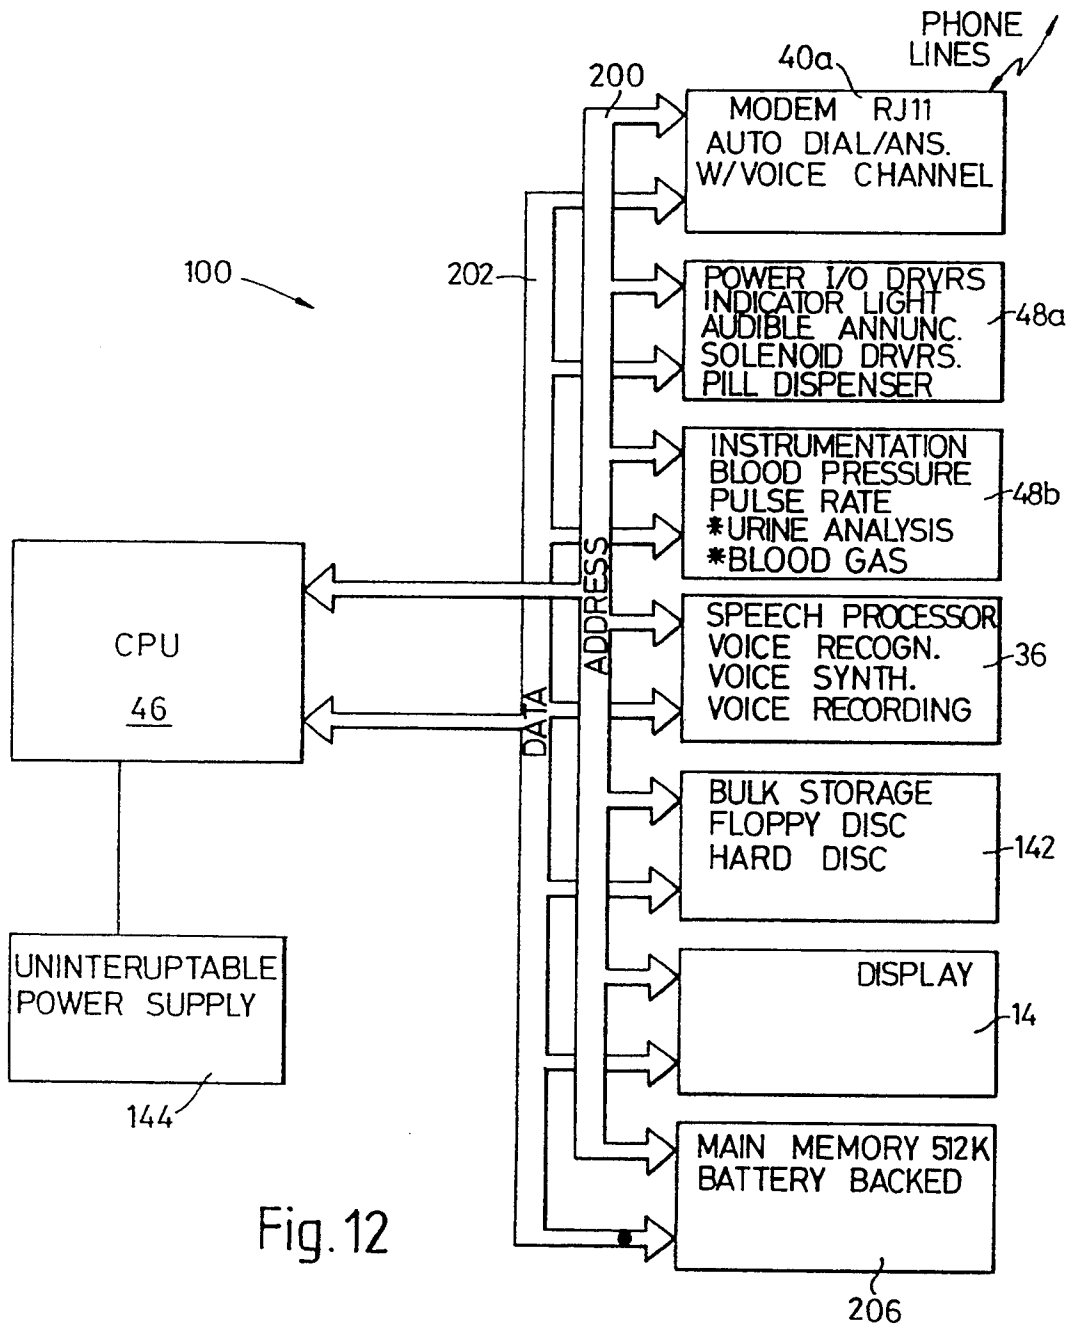 PHONE
LINES
40a
200
MODEM RJ11
AUTO DIAL/ANS.
W/VOICE CHANNEL
100
202
POWER I/O DRVRS
INDICATOR LIGHT
AUDIBLE ANNUNC.
SOLENOID DRVRS.
PILL DISPENSER
48a
INSTRUMENTATION
BLOOD PRESSURE
PULSE RATE
*URINE ANALYSIS
*BLOOD GAS
48b
ADDRESS
CPU
46
SPEECH PROCESSOR
VOICE RECOGN.
VOICE SYNTH.
VOICE RECORDING
36
DATA
BULK STORAGE
FLOPPY DISC
HARD DISC
142
UNINTERUPTABLE
POWER SUPPLY
144
DISPLAY
14
MAIN MEMORY 512K
BATTERY BACKED
206
Fig. 12